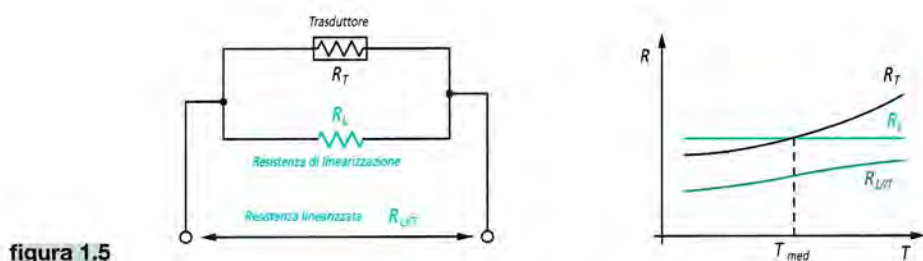 Trasduttore
R_T
R_L
Resistenza di linearizzazione
Resistenza linearizzata R_L//T
figura 1.5
R
R_T
R_L
R_L//T
T_med T